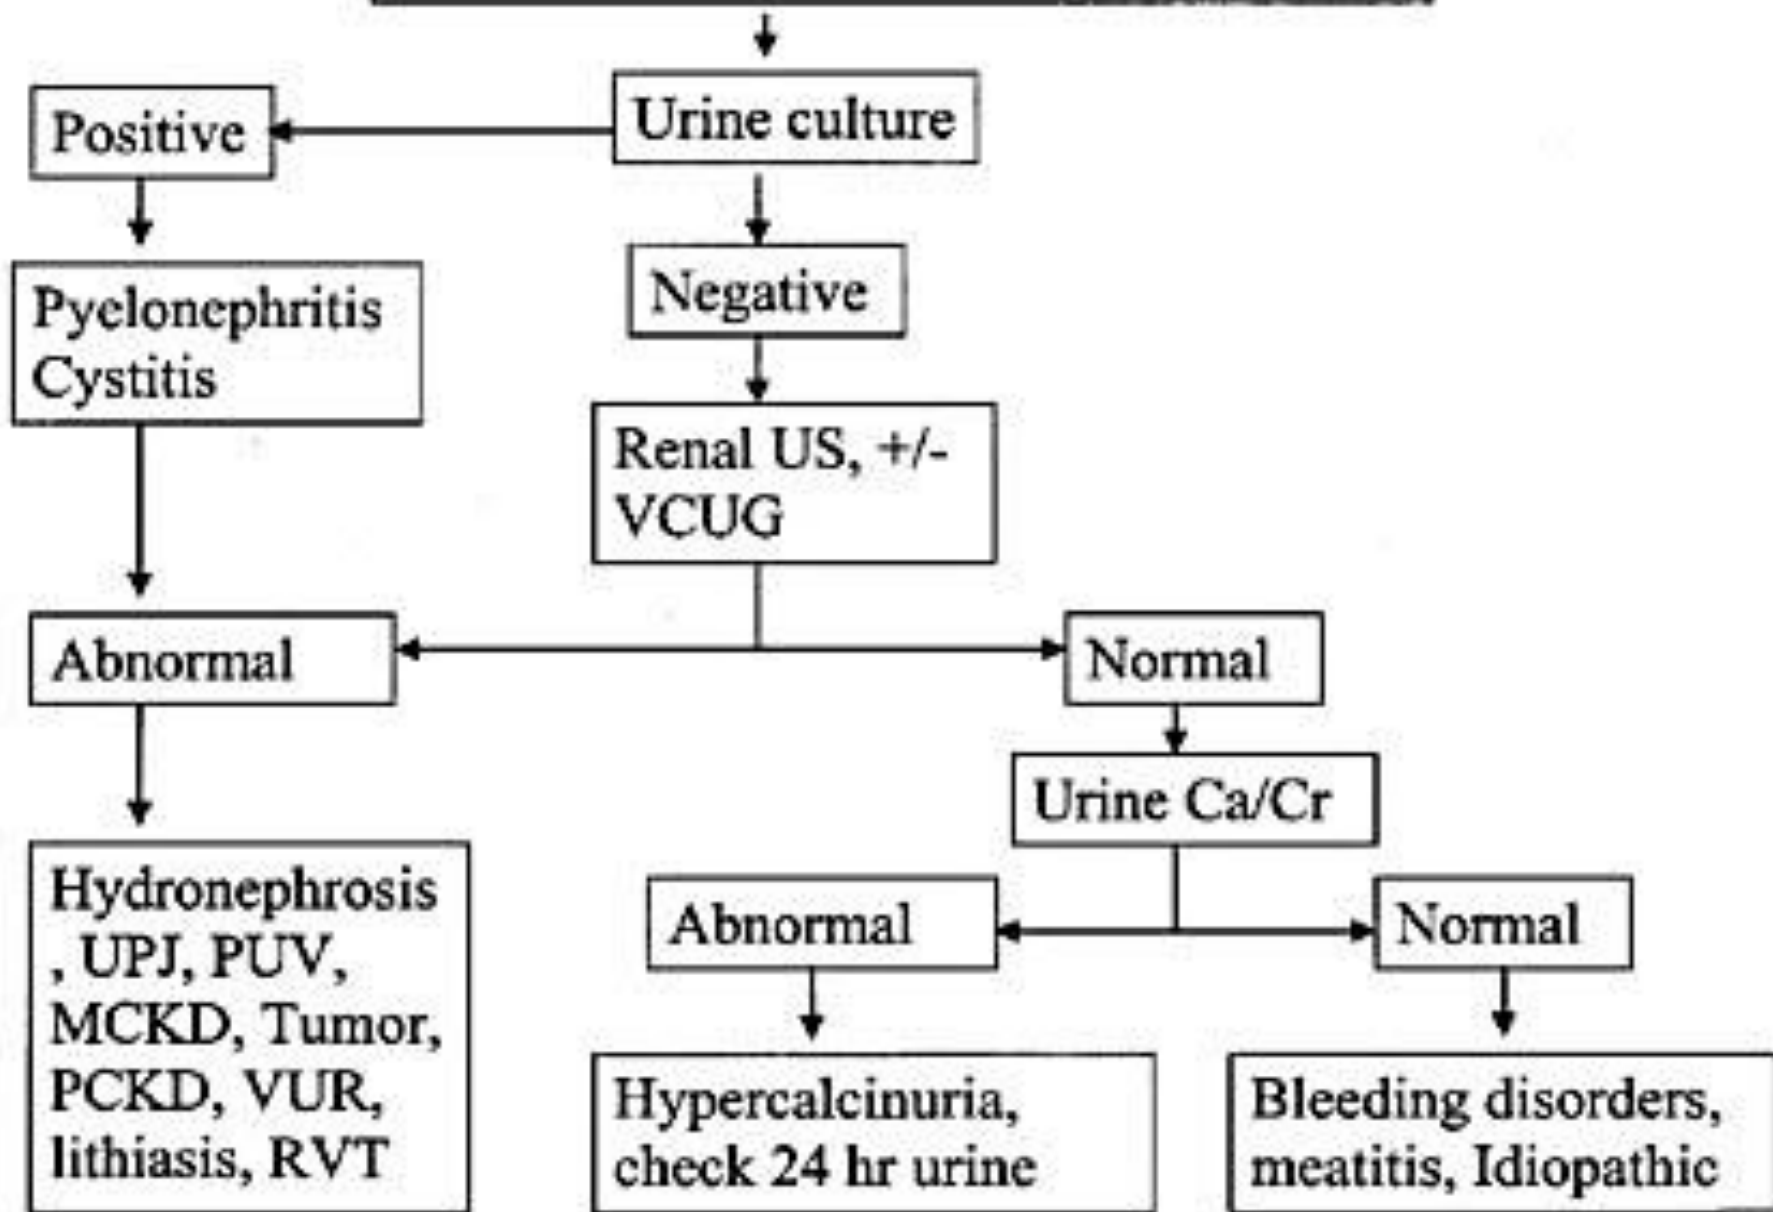 Positive
Urine culture
Pyelonephritis
Cystitis
Negative
Renal US, +/-
VCUG
Abnormal
Normal
Urine Ca/Cr
Abnormal
Normal
Hydronephrosis
, UPJ, PUV,
MCKD, Tumor,
PCKD, VUR,
lithiasis, RVT
Hypercalcinuria,
check 24 hr urine
Bleeding disorders,
meatitis, Idiopathic